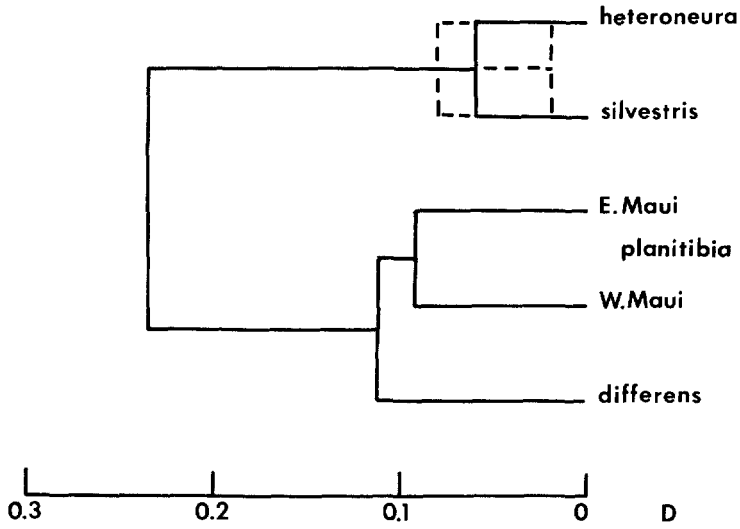 heteroneura
silvestris
E. Maui
planitibia
W. Maui
differens
0.3 0.2 0.1 0 D